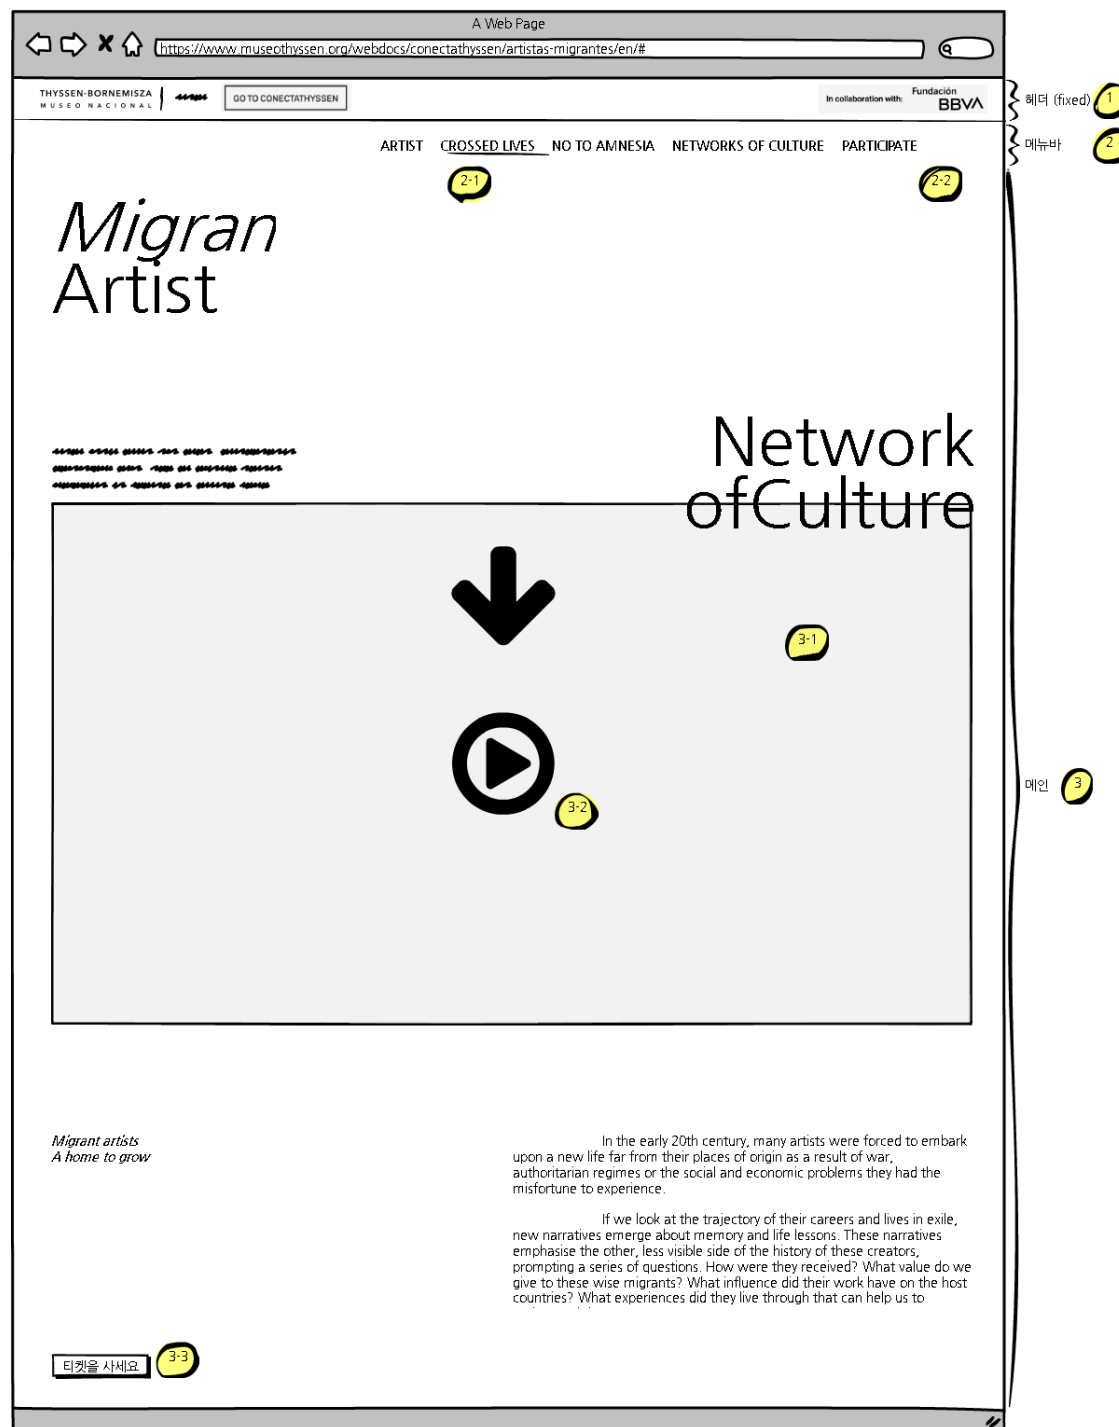 A Web Page
https://www.museothyssen.org/webdocs/conectathyssen/artistas-migrantes/en/#
THYSSEN-BORNEMISZA
MUSEO NACIONAL
GO TO CONECTATHYSSEN
In collaboration with:
Fundación
BBVA
헤더 (fixed)
1
ARTIST CROSSED LIVES NO TO AMNESIA NETWORKS OF CULTURE PARTICIPATE
메뉴바
2
2-1
2-2
Migran
Artist
Network
ofCulture
3-1
3-2
메인
3
Migrant artists
A home to grow
In the early 20th century, many artists were forced to embark
upon a new life far from their places of origin as a result of war,
authoritarian regimes or the social and economic problems they had the
misfortune to experience.
If we look at the trajectory of their careers and lives in exile,
new narratives emerge about memory and life lessons. These narratives
emphasise the other, less visible side of the history of these creators,
prompting a series of questions. How were they received? What value do we
give to these wise migrants? What influence did their work have on the host
countries? What experiences did they live through that can help us to
티켓을 사세요
3-3